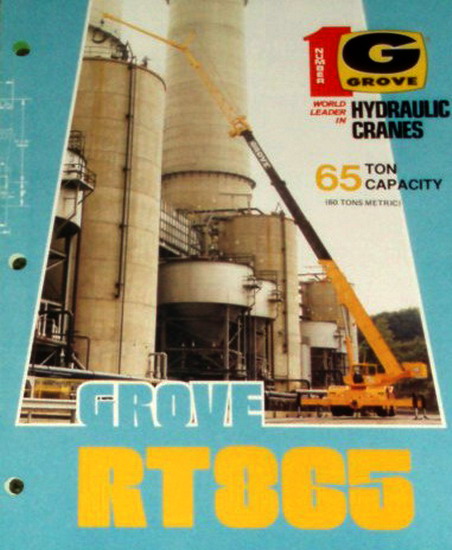 1
NUMBER
G
GROVE
WORLD
LEADER
IN
HYDRAULIC
CRANES
65 TON
CAPACITY
(60 TONS METRIC)
GROVE
GROVE
RT865